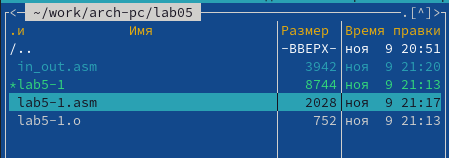 ~/work/arch-pc/lab05 .[^]>
.и Имя Размер Время правки
/.. -ВВЕРХ- ноя 9 20:51
in_out.asm 3942 ноя 9 21:20
*lab5-1 8744 ноя 9 21:13
lab5-1.asm 2028 ноя 9 21:17
lab5-1.o 752 ноя 9 21:13